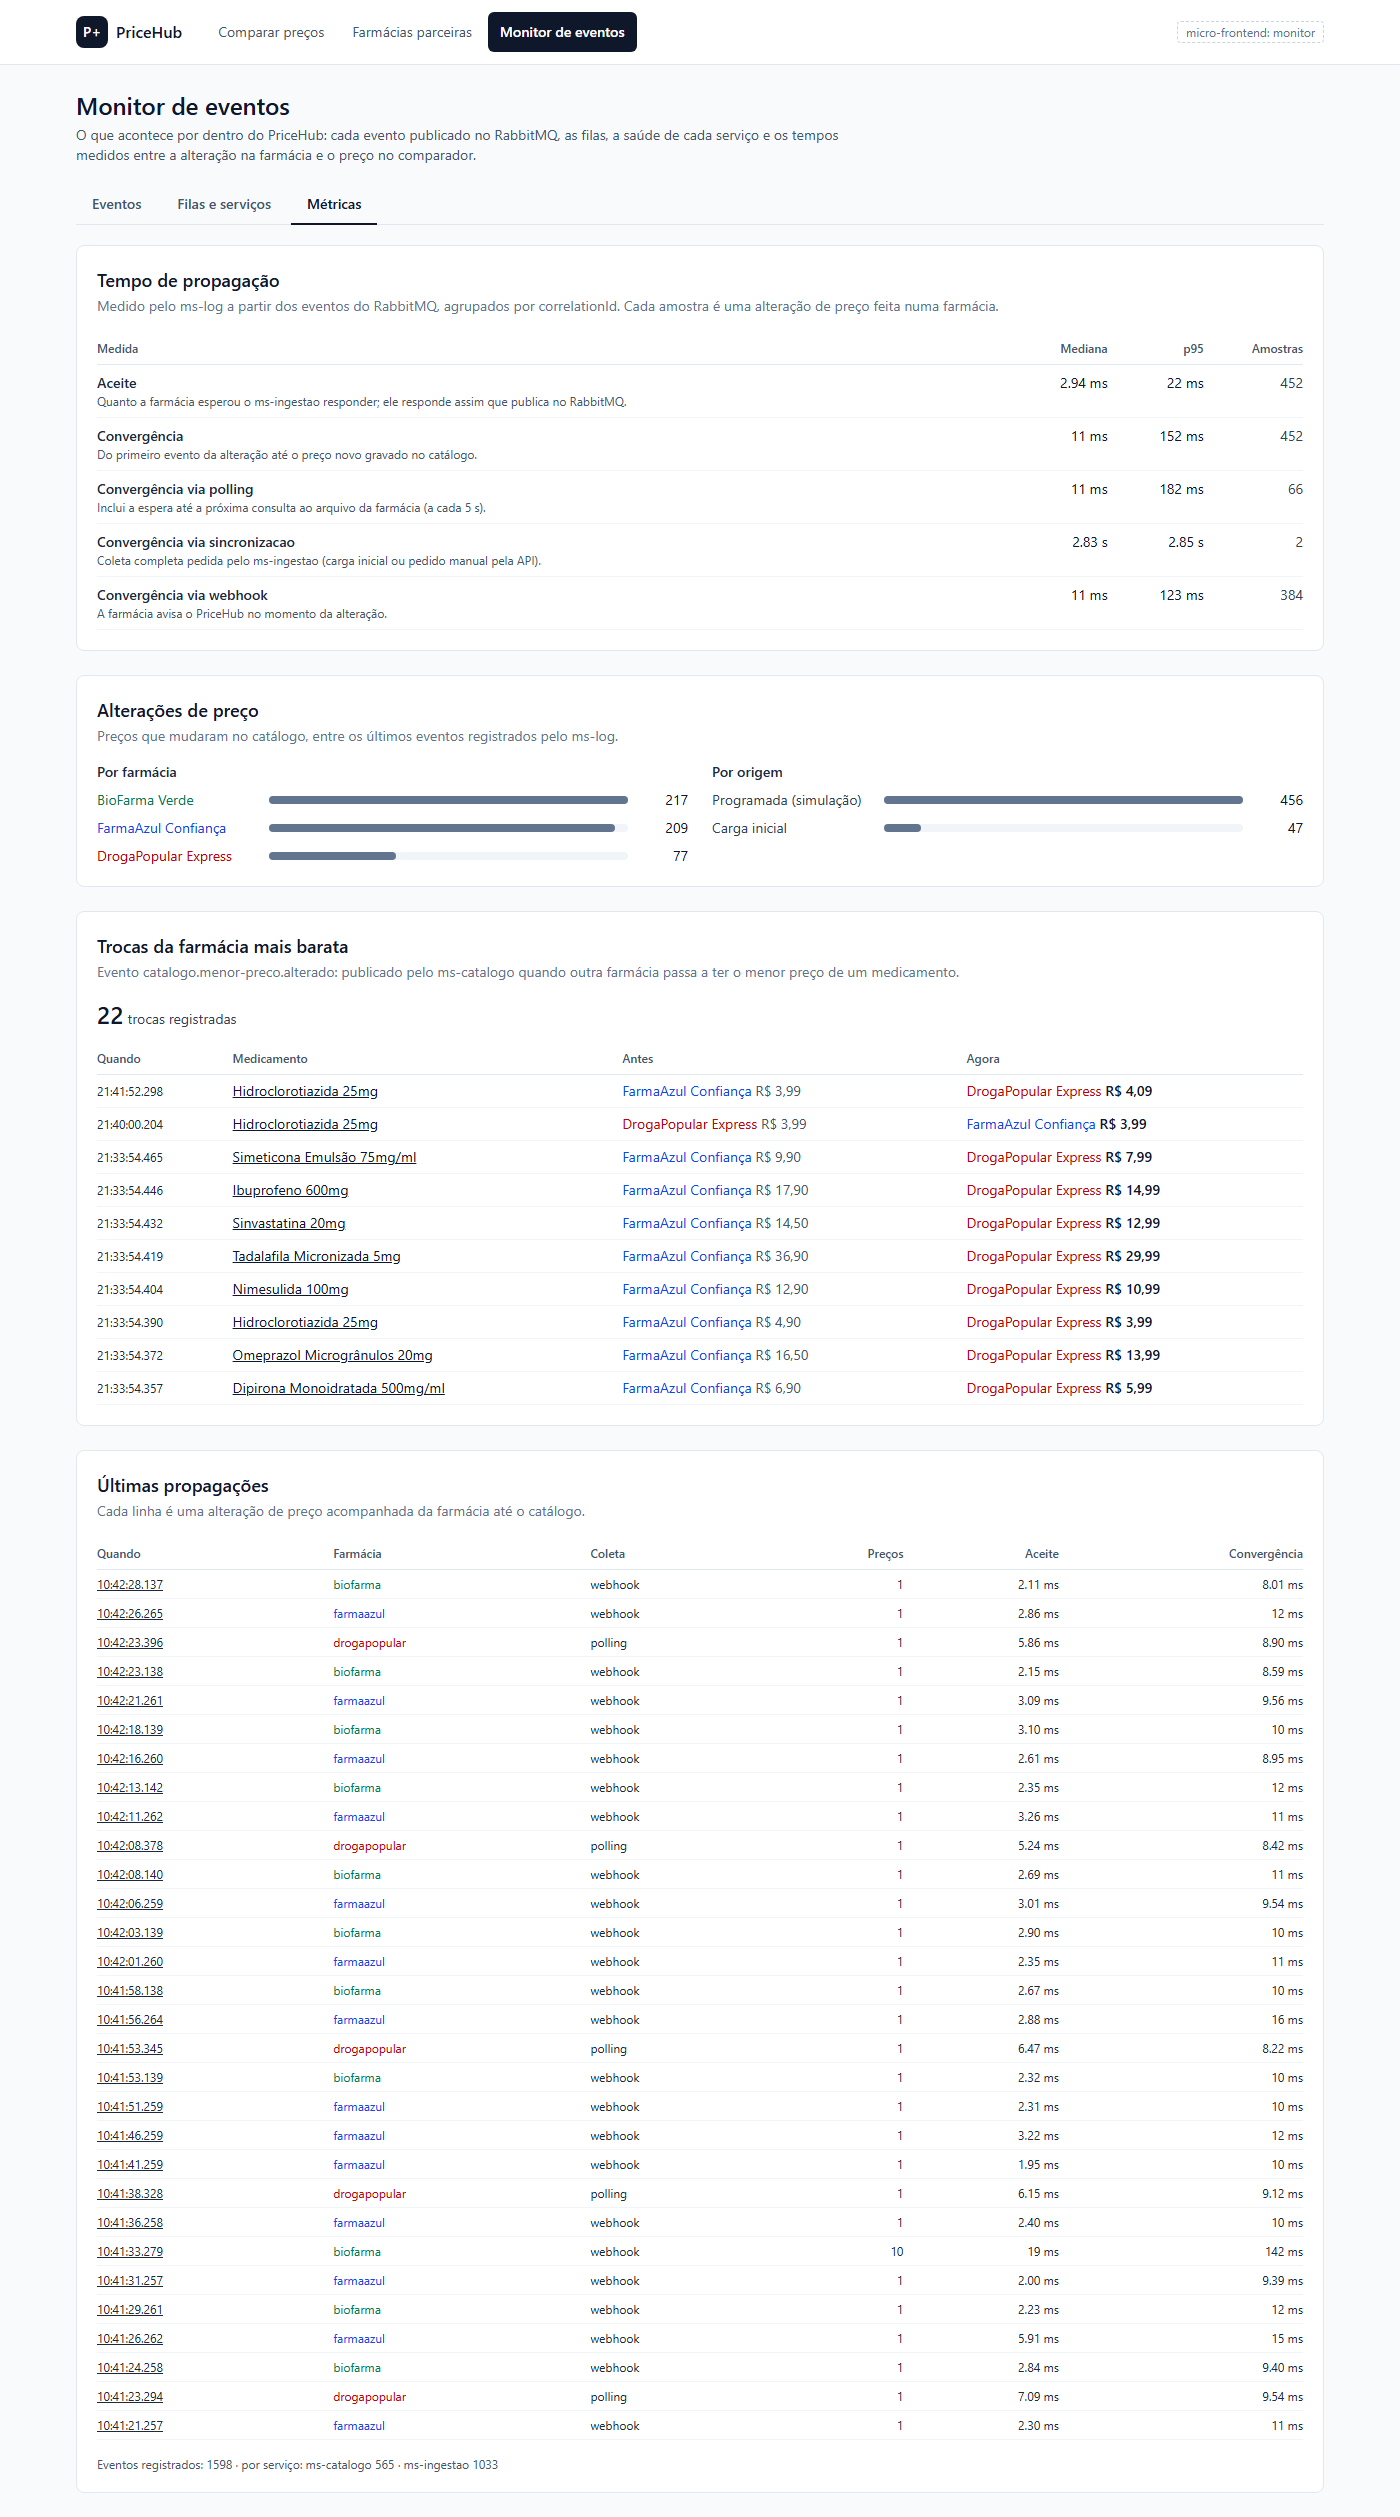 P+ PriceHub Comparar preços Farmácias parceiras Monitor de eventos micro-frontend: monitor
Monitor de eventos
O que acontece por dentro do PriceHub: cada evento publicado no RabbitMQ, as filas, a saúde de cada serviço e os tempos
medidos entre a alteração na farmácia e o preço no comparador.
Eventos Filas e serviços Métricas
Tempo de propagação
Medido pelo ms-log a partir dos eventos do RabbitMQ, agrupados por correlationId. Cada amostra é uma alteração de preço feita numa farmácia.
Medida Mediana p95 Amostras
Aceite 2.94 ms 22 ms 452
Quanto a farmácia esperou o ms-ingestao responder; ele responde assim que publica no RabbitMQ.
Convergência 11 ms 152 ms 452
Do primeiro evento da alteração até o preço novo gravado no catálogo.
Convergência via polling 11 ms 182 ms 66
Inclui a espera até a próxima consulta ao arquivo da farmácia (a cada 5 s).
Convergência via sincronizacao 2.83 s 2.85 s 2
Coleta completa pedida pelo ms-ingestao (carga inicial ou pedido manual pela API).
Convergência via webhook 11 ms 123 ms 384
A farmácia avisa o PriceHub no momento da alteração.
Alterações de preço
Preços que mudaram no catálogo, entre os últimos eventos registrados pelo ms-log.
Por farmácia
BioFarma Verde 217
FarmaAzul Confiança 209
DrogaPopular Express 77
Por origem
Programada (simulação) 456
Carga inicial 47
Trocas da farmácia mais barata
Evento catalogo.menor-preco.alterado: publicado pelo ms-catalogo quando outra farmácia passa a ter o menor preço de um medicamento.
22 trocas registradas
Quando Medicamento Antes Agora
21:41:52.298 Hidroclorotiazida 25mg FarmaAzul Confiança R$ 3,99 DrogaPopular Express R$ 4,09
21:40:00.204 Hidroclorotiazida 25mg DrogaPopular Express R$ 3,99 FarmaAzul Confiança R$ 3,99
21:33:54.465 Simeticona Emulsão 75mg/ml FarmaAzul Confiança R$ 9,90 DrogaPopular Express R$ 7,99
21:33:54.446 Ibuprofeno 600mg FarmaAzul Confiança R$ 17,90 DrogaPopular Express R$ 14,99
21:33:54.432 Sinvastatina 20mg FarmaAzul Confiança R$ 14,50 DrogaPopular Express R$ 12,99
21:33:54.419 Tadalafila Micronizada 5mg FarmaAzul Confiança R$ 36,90 DrogaPopular Express R$ 29,99
21:33:54.404 Nimesulida 100mg FarmaAzul Confiança R$ 12,90 DrogaPopular Express R$ 10,99
21:33:54.390 Hidroclorotiazida 25mg FarmaAzul Confiança R$ 4,90 DrogaPopular Express R$ 3,99
21:33:54.372 Omeprazol Microgrânulos 20mg FarmaAzul Confiança R$ 16,50 DrogaPopular Express R$ 13,99
21:33:54.357 Dipirona Monoidratada 500mg/ml FarmaAzul Confiança R$ 6,90 DrogaPopular Express R$ 5,99
Últimas propagações
Cada linha é uma alteração de preço acompanhada da farmácia até o catálogo.
Quando Farmácia Coleta Preços Aceite Convergência
10:42:28.137 biofarma webhook 1 2.11 ms 8.01 ms
10:42:26.265 farmaazul webhook 1 2.86 ms 12 ms
10:42:23.396 drogapopular polling 1 5.86 ms 8.90 ms
10:42:23.138 biofarma webhook 1 2.15 ms 8.59 ms
10:42:21.261 farmaazul webhook 1 3.09 ms 9.56 ms
10:42:18.139 biofarma webhook 1 3.10 ms 10 ms
10:42:16.260 farmaazul webhook 1 2.61 ms 8.95 ms
10:42:13.142 biofarma webhook 1 2.35 ms 12 ms
10:42:11.262 farmaazul webhook 1 3.26 ms 11 ms
10:42:08.378 drogapopular polling 1 5.24 ms 8.42 ms
10:42:08.140 biofarma webhook 1 2.69 ms 11 ms
10:42:06.259 farmaazul webhook 1 3.01 ms 9.54 ms
10:42:03.139 biofarma webhook 1 2.90 ms 10 ms
10:42:01.260 farmaazul webhook 1 2.35 ms 11 ms
10:41:58.138 biofarma webhook 1 2.67 ms 10 ms
10:41:56.264 farmaazul webhook 1 2.88 ms 16 ms
10:41:53.345 drogapopular polling 1 6.47 ms 8.22 ms
10:41:53.139 biofarma webhook 1 2.32 ms 10 ms
10:41:51.259 farmaazul webhook 1 2.31 ms 10 ms
10:41:46.259 farmaazul webhook 1 3.22 ms 12 ms
10:41:41.259 farmaazul webhook 1 1.95 ms 10 ms
10:41:38.328 drogapopular polling 1 6.15 ms 9.12 ms
10:41:36.258 farmaazul webhook 1 2.40 ms 10 ms
10:41:33.279 biofarma webhook 10 19 ms 142 ms
10:41:31.257 farmaazul webhook 1 2.00 ms 9.39 ms
10:41:29.261 biofarma webhook 1 2.23 ms 12 ms
10:41:26.262 farmaazul webhook 1 5.91 ms 15 ms
10:41:24.258 biofarma webhook 1 2.84 ms 9.40 ms
10:41:23.294 drogapopular polling 1 7.09 ms 9.54 ms
10:41:21.257 farmaazul webhook 1 2.30 ms 11 ms
Eventos registrados: 1598 · por serviço: ms-catalogo 565 · ms-ingestao 1033